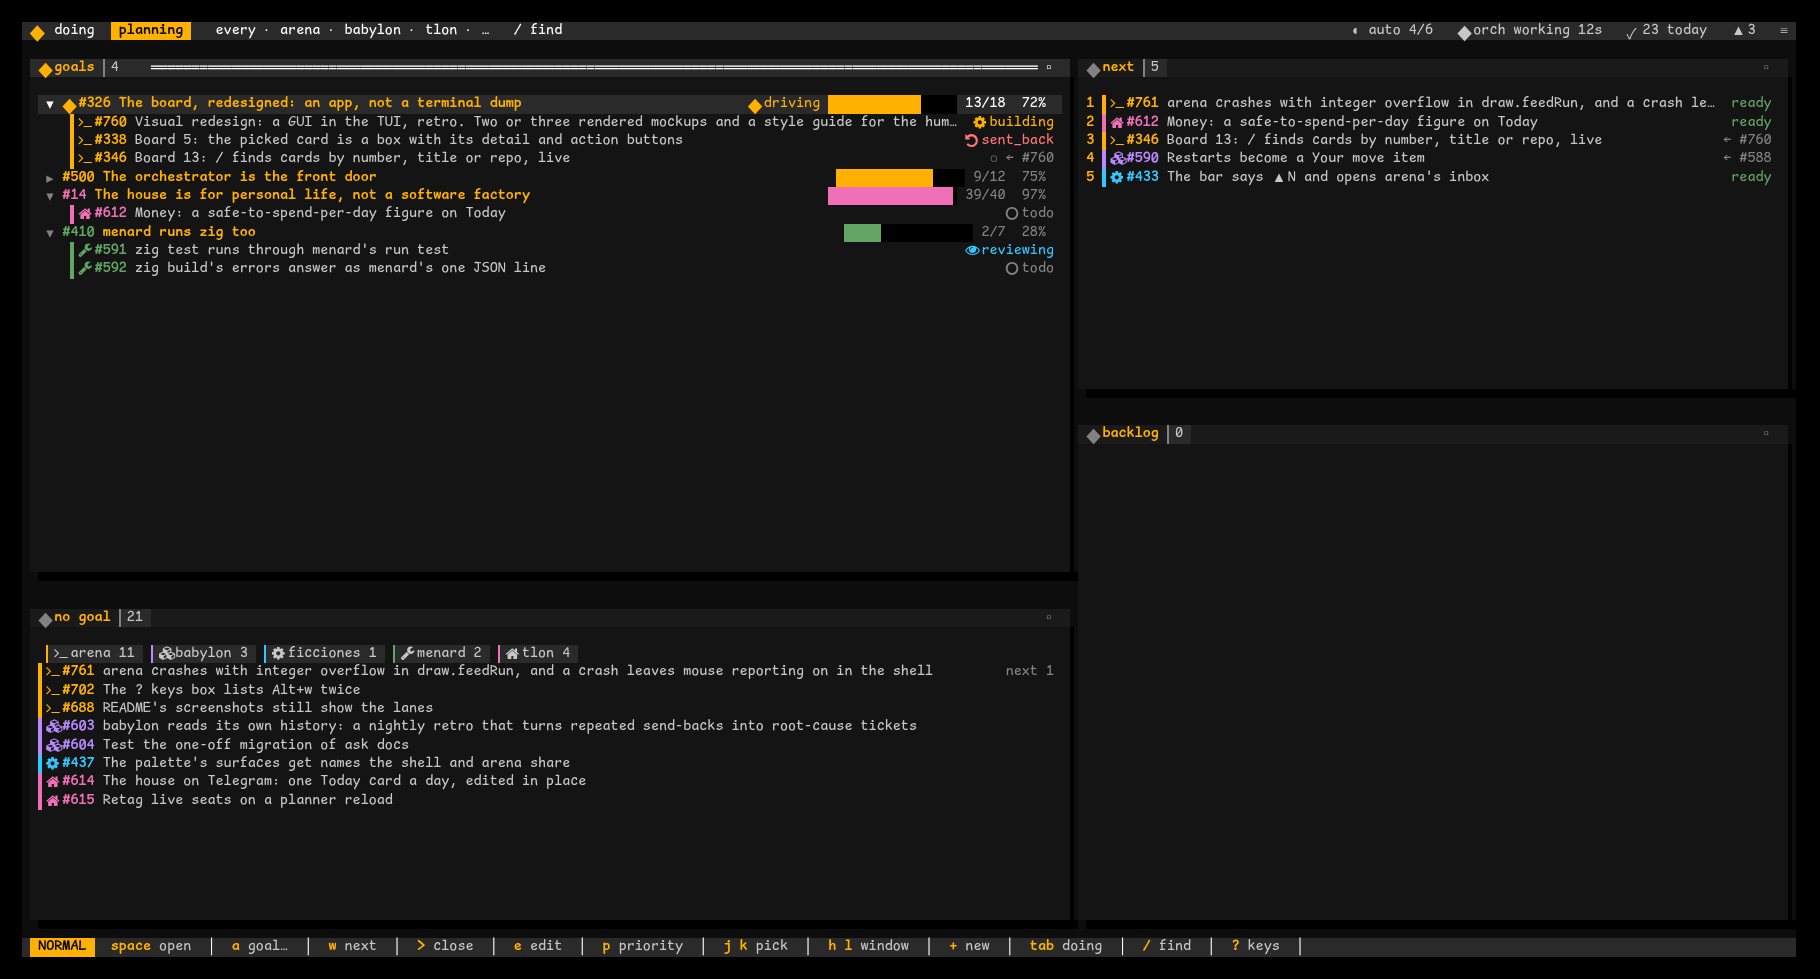 doing planning every · arena · babylon · tlon · … / find auto 4/6 orch working 12s ✓ 23 today ▲ 3 ≡
goals 4
▼ #326 The board, redesigned: an app, not a terminal dump driving 13/18 72%
>_ #760 Visual redesign: a GUI in the TUI, retro. Two or three rendered mockups and a style guide for the hum… building
>_ #338 Board 5: the picked card is a box with its detail and action buttons sent_back
>_ #346 Board 13: / finds cards by number, title or repo, live ○ ← #760
▶ #500 The orchestrator is the front door 9/12 75%
▼ #14 The house is for personal life, not a software factory 39/40 97%
#612 Money: a safe-to-spend-per-day figure on Today todo
▼ #410 menard runs zig too 2/7 28%
#591 zig test runs through menard's run test reviewing
#592 zig build's errors answer as menard's one JSON line todo
next 5
1 >_ #761 arena crashes with integer overflow in draw.feedRun, and a crash le… ready
2 #612 Money: a safe-to-spend-per-day figure on Today ready
3 >_ #346 Board 13: / finds cards by number, title or repo, live ← #760
4 #590 Restarts become a Your move item ← #588
5 #433 The bar says ▲N and opens arena's inbox ready
backlog 0
no goal 21
>_ arena 11 babylon 3 ficciones 1 menard 2 tlon 4
>_ #761 arena crashes with integer overflow in draw.feedRun, and a crash leaves mouse reporting on in the shell next 1
>_ #702 The ? keys box lists Alt+w twice
>_ #688 README's screenshots still show the lanes
#603 babylon reads its own history: a nightly retro that turns repeated send-backs into root-cause tickets
#604 Test the one-off migration of ask docs
#437 The palette's surfaces get names the shell and arena share
#614 The house on Telegram: one Today card a day, edited in place
#615 Retag live seats on a planner reload
NORMAL space open │ a goal… │ w next │ > close │ e edit │ p priority │ j k pick │ h l window │ + new │ tab doing │ / find │ ? keys │